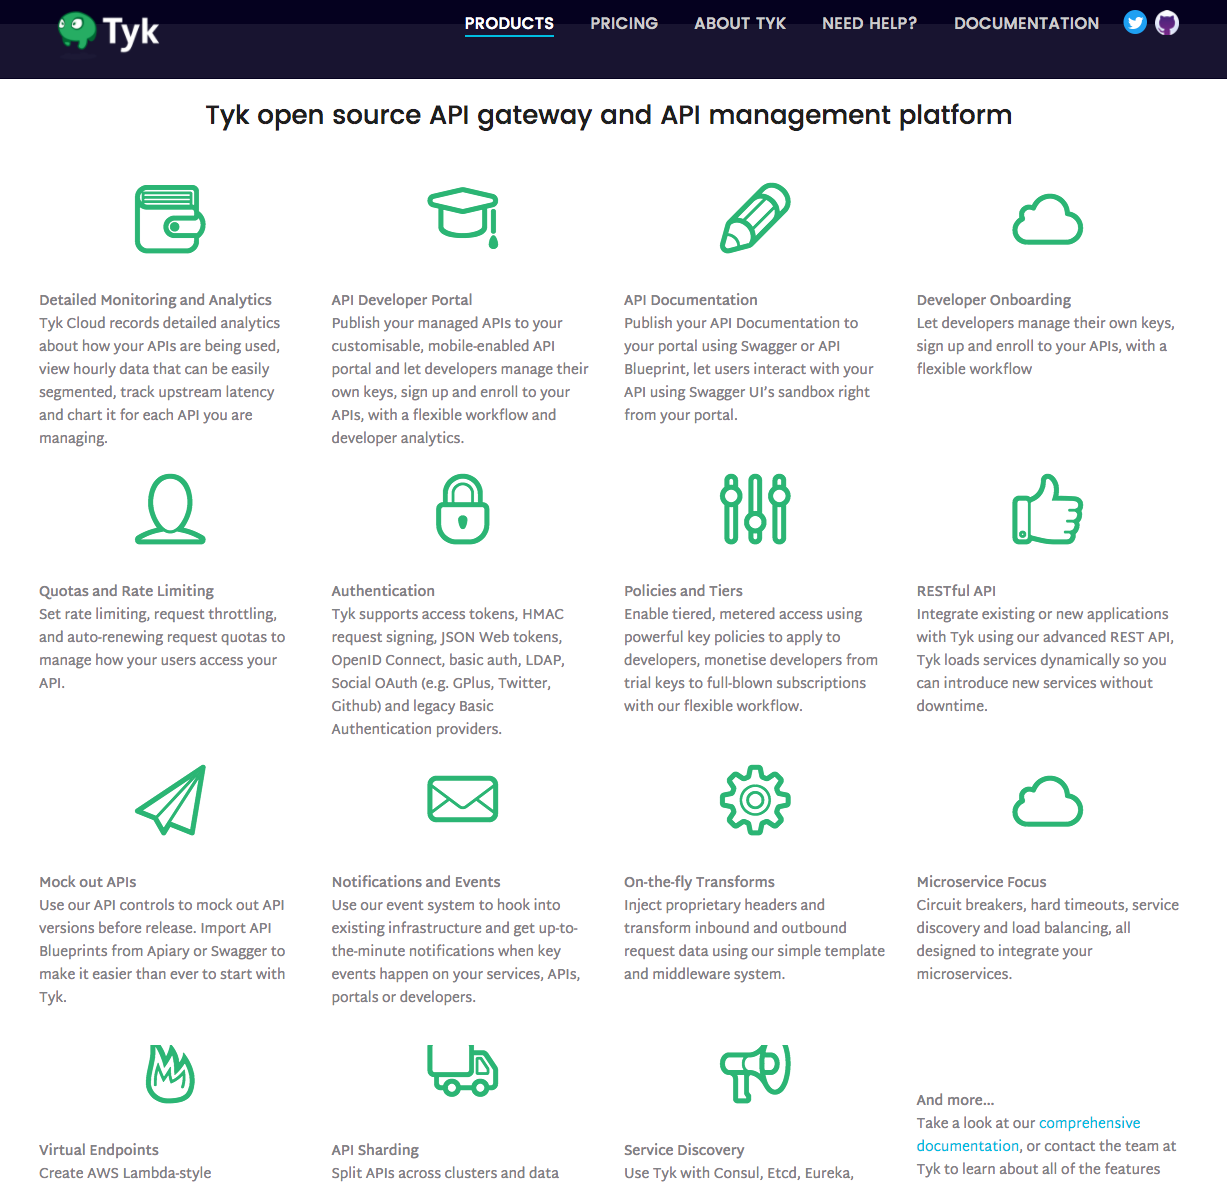 Tyk
PRODUCTS
PRICING
ABOUT TYK
NEED HELP?
DOCUMENTATION
Tyk open source API gateway and API management platform
Detailed Monitoring and Analytics
Tyk Cloud records detailed analytics
about how your APIs are being used,
view hourly data that can be easily
segmented, track upstream latency
and chart it for each API you are
managing.
API Developer Portal
Publish your managed APIs to your
customisable, mobile-enabled API
portal and let developers manage their
own keys, sign up and enroll to your
APIs, with a flexible workflow and
developer analytics.
API Documentation
Publish your API Documentation to
your portal using Swagger or API
Blueprint, let users interact with your
API using Swagger UI’s sandbox right
from your portal.
Developer Onboarding
Let developers manage their own keys,
sign up and enroll to your APIs, with a
flexible workflow
Quotas and Rate Limiting
Set rate limiting, request throttling,
and auto-renewing request quotas to
manage how your users access your
API.
Authentication
Tyk supports access tokens, HMAC
request signing, JSON Web tokens,
OpenID Connect, basic auth, LDAP,
Social OAuth (e.g. GPlus, Twitter,
Github) and legacy Basic
Authentication providers.
Policies and Tiers
Enable tiered, metered access using
powerful key policies to apply to
developers, monetise developers from
trial keys to full-blown subscriptions
with our flexible workflow.
RESTful API
Integrate existing or new applications
with Tyk using our advanced REST API,
Tyk loads services dynamically so you
can introduce new services without
downtime.
Mock out APIs
Use our API controls to mock out API
versions before release. Import API
Blueprints from Apiary or Swagger to
make it easier than ever to start with
Tyk.
Notifications and Events
Use our event system to hook into
existing infrastructure and get up-to-
the-minute notifications when key
events happen on your services, APIs,
portals or developers.
On-the-fly Transforms
Inject proprietary headers and
transform inbound and outbound
request data using our simple template
and middleware system.
Microservice Focus
Circuit breakers, hard timeouts, service
discovery and load balancing, all
designed to integrate your
microservices.
Virtual Endpoints
Create AWS Lambda-style
API Sharding
Split APIs across clusters and data
Service Discovery
Use Tyk with Consul, Etcd, Eureka,
And more...
Take a look at our comprehensive
documentation, or contact the team at
Tyk to learn about all of the features